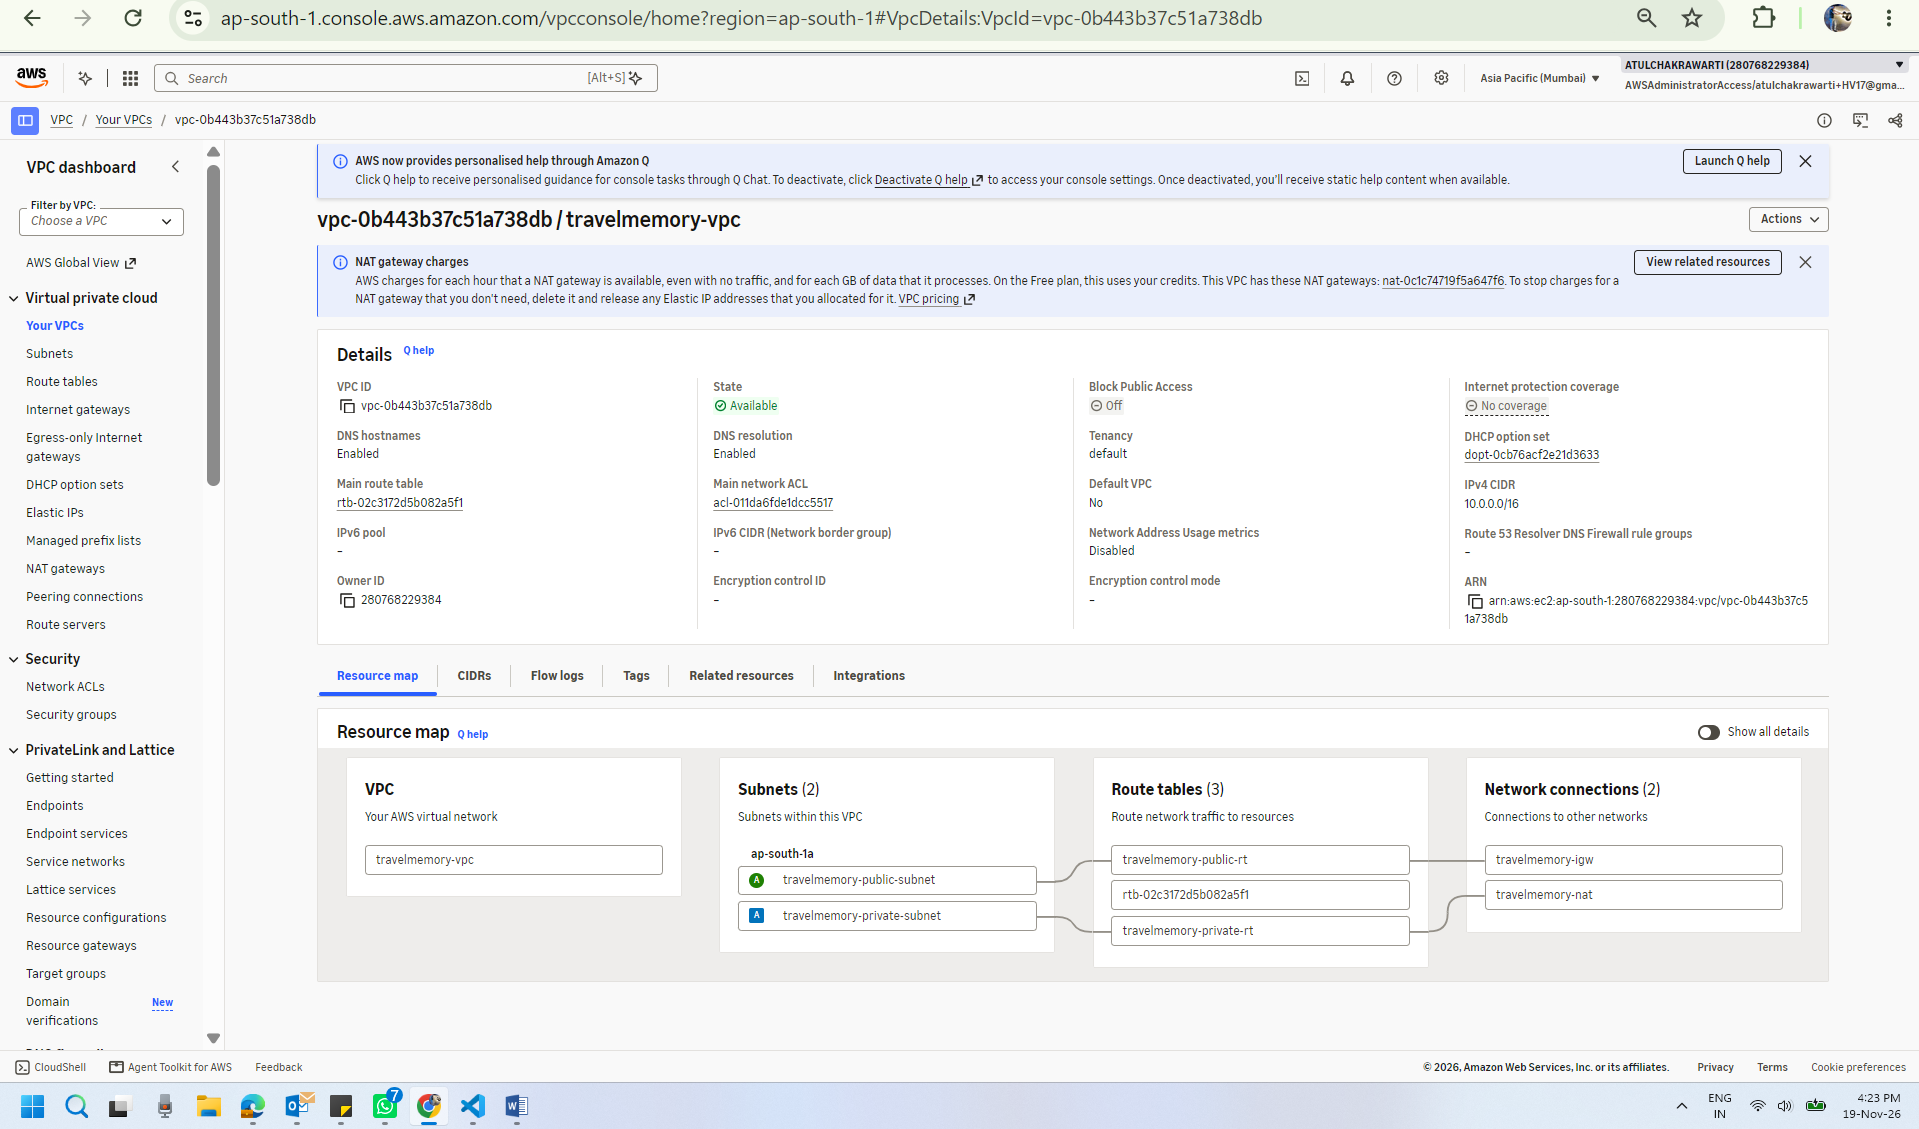 ap-south-1.console.aws.amazon.com/vpcconsole/home?region=ap-south-1#VpcDetails:VpcId=vpc-0b443b37c51a738db
aws
Search
[Alt+S]
Asia Pacific (Mumbai)
ATULCHAKRAWARTI (280768229384)
AWSAdministratorAccess/atulchakrawarti+HV17@gma...
VPC / Your VPCs / vpc-0b443b37c51a738db
VPC dashboard
Filter by VPC:
Choose a VPC
AWS Global View
Virtual private cloud
Your VPCs
Subnets
Route tables
Internet gateways
Egress-only Internet
gateways
DHCP option sets
Elastic IPs
Managed prefix lists
NAT gateways
Peering connections
Route servers
Security
Network ACLs
Security groups
PrivateLink and Lattice
Getting started
Endpoints
Endpoint services
Service networks
Lattice services
Resource configurations
Resource gateways
Target groups
Domain
verifications
New
AWS now provides personalised help through Amazon Q
Click Q help to receive personalised guidance for console tasks through Q Chat. To deactivate, click Deactivate Q help to access your console settings. Once deactivated, you'll receive static help content when available.
Launch Q help
vpc-0b443b37c51a738db / travelmemory-vpc
Actions
NAT gateway charges
AWS charges for each hour that a NAT gateway is available, even with no traffic, and for each GB of data that it processes. On the Free plan, this uses your credits. This VPC has these NAT gateways: nat-0c1c74719f5a647f6. To stop charges for a
NAT gateway that you don't need, delete it and release any Elastic IP addresses that you allocated for it. VPC pricing
View related resources
Details
Q help
VPC ID
vpc-0b443b37c51a738db
State
Available
Block Public Access
Off
Internet protection coverage
No coverage
DNS hostnames
Enabled
DNS resolution
Enabled
Tenancy
default
DHCP option set
dopt-0cb76acf2e21d3633
Main route table
rtb-02c3172d5b082a5f1
Main network ACL
acl-011da6fde1dcc5517
Default VPC
No
IPv4 CIDR
10.0.0.0/16
IPv6 pool
–
IPv6 CIDR (Network border group)
–
Network Address Usage metrics
Disabled
Route 53 Resolver DNS Firewall rule groups
–
Owner ID
280768229384
Encryption control ID
–
Encryption control mode
–
ARN
arn:aws:ec2:ap-south-1:280768229384:vpc/vpc-0b443b37c5
1a738db
Resource map
CIDRs
Flow logs
Tags
Related resources
Integrations
Resource map
Q help
Show all details
VPC
Your AWS virtual network
travelmemory-vpc
Subnets (2)
Subnets within this VPC
ap-south-1a
A travelmemory-public-subnet
A travelmemory-private-subnet
Route tables (3)
Route network traffic to resources
travelmemory-public-rt
rtb-02c3172d5b082a5f1
travelmemory-private-rt
Network connections (2)
Connections to other networks
travelmemory-igw
travelmemory-nat
CloudShell
Agent Toolkit for AWS
Feedback
© 2026, Amazon Web Services, Inc. or its affiliates.
Privacy
Terms
Cookie preferences
7
ENG
IN
4:23 PM
19-Nov-26